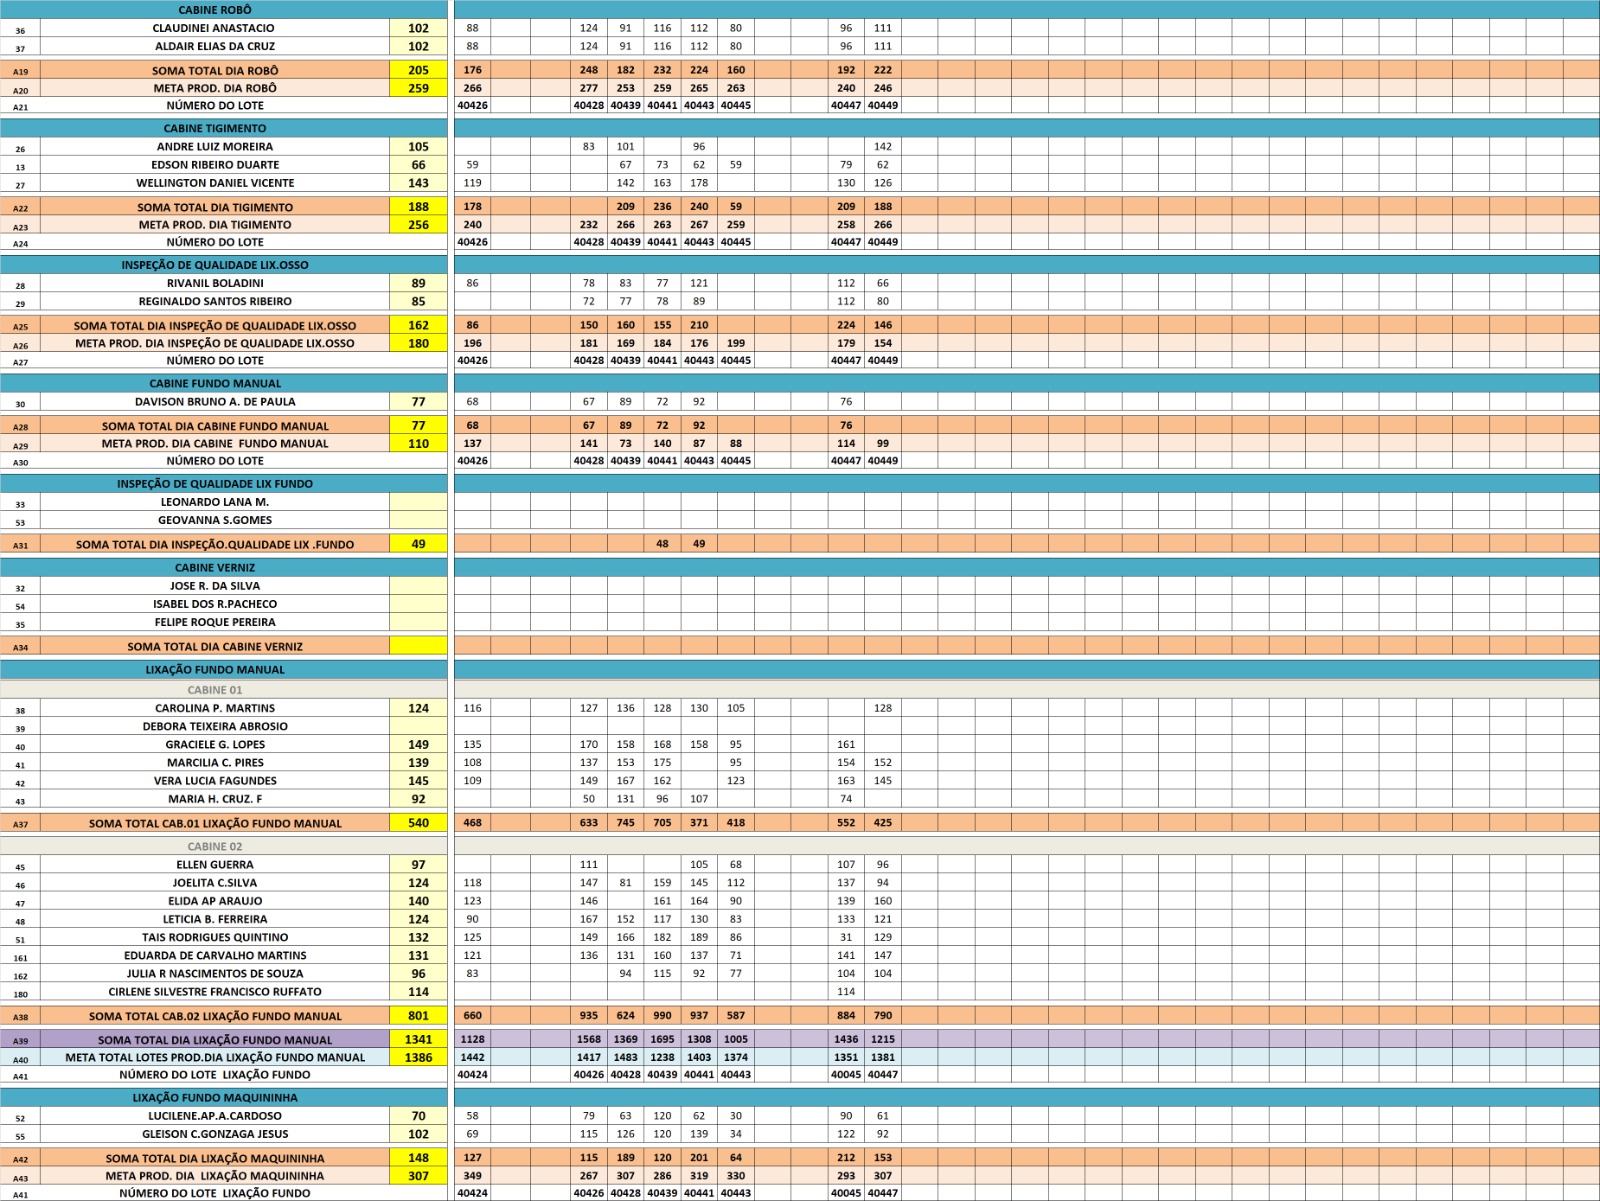 CABINE ROBÔ
36 CLAUDINEI ANASTACIO 102 88 124 91 116 112 80 96 111
37 ALDAIR ELIAS DA CRUZ 102 88 124 91 116 112 80 96 111
A19 SOMA TOTAL DIA ROBÔ 205 176 248 182 232 224 160 192 222
A20 META PROD. DIA ROBÔ 259 266 277 253 259 265 263 240 246
A21 NÚMERO DO LOTE 40426 40428 40439 40441 40443 40445 40447 40449
CABINE TIGIMENTO
26 ANDRE LUIZ MOREIRA 105 83 101 96 142
13 EDSON RIBEIRO DUARTE 66 59 67 73 62 59 79 62
27 WELLINGTON DANIEL VICENTE 143 119 142 163 178 130 126
A22 SOMA TOTAL DIA TIGIMENTO 188 178 209 236 240 59 209 188
A23 META PROD. DIA TIGIMENTO 256 240 232 266 263 267 259 258 266
A24 NÚMERO DO LOTE 40426 40428 40439 40441 40443 40445 40447 40449
INSPEÇÃO DE QUALIDADE LIX.OSSO
28 RIVANIL BOLADINI 89 86 78 83 77 121 112 66
29 REGINALDO SANTOS RIBEIRO 85 72 77 78 89 112 80
A25 SOMA TOTAL DIA INSPEÇÃO DE QUALIDADE LIX.OSSO 162 86 150 160 155 210 224 146
A26 META PROD. DIA INSPEÇÃO DE QUALIDADE LIX.OSSO 180 196 181 169 184 176 199 179 154
A27 NÚMERO DO LOTE 40426 40428 40439 40441 40443 40445 40447 40449
CABINE FUNDO MANUAL
30 DAVISON BRUNO A. DE PAULA 77 68 67 89 72 92 76
A28 SOMA TOTAL DIA CABINE FUNDO MANUAL 77 68 67 89 72 92 76
A29 META PROD. DIA CABINE FUNDO MANUAL 110 137 141 73 140 87 88 114 99
A30 NÚMERO DO LOTE 40426 40428 40439 40441 40443 40445 40447 40449
INSPEÇÃO DE QUALIDADE LIX FUNDO
33 LEONARDO LANA M.
53 GEOVANNA S.GOMES
A31 SOMA TOTAL DIA INSPEÇÃO.QUALIDADE LIX .FUNDO 49 48 49
CABINE VERNIZ
32 JOSE R. DA SILVA
54 ISABEL DOS R.PACHECO
35 FELIPE ROQUE PEREIRA
A34 SOMA TOTAL DIA CABINE VERNIZ
LIXAÇÃO FUNDO MANUAL
CABINE 01
38 CAROLINA P. MARTINS 124 116 127 136 128 130 105 128
39 DEBORA TEIXEIRA ABROSIO
40 GRACIELE G. LOPES 149 135 170 158 168 158 95 161
41 MARCILIA C. PIRES 139 108 137 153 175 95 154 152
42 VERA LUCIA FAGUNDES 145 109 149 167 162 123 163 145
43 MARIA H. CRUZ. F 92 50 131 96 107 74
A37 SOMA TOTAL CAB.01 LIXAÇÃO FUNDO MANUAL 540 468 633 745 705 371 418 552 425
CABINE 02
45 ELLEN GUERRA 97 111 105 68 107 96
46 JOELITA C.SILVA 124 118 147 81 159 145 112 137 94
47 ELIDA AP ARAUJO 140 123 146 161 164 90 139 160
48 LETICIA B. FERREIRA 124 90 167 152 117 130 83 133 121
51 TAIS RODRIGUES QUINTINO 132 125 149 166 182 189 86 31 129
161 EDUARDA DE CARVALHO MARTINS 131 121 136 131 160 137 71 141 147
162 JULIA R NASCIMENTOS DE SOUZA 96 83 94 115 92 77 104 104
180 CIRLENE SILVESTRE FRANCISCO RUFFATO 114 114
A38 SOMA TOTAL CAB.02 LIXAÇÃO FUNDO MANUAL 801 660 935 624 990 937 587 884 790
A39 SOMA TOTAL DIA LIXAÇÃO FUNDO MANUAL 1341 1128 1568 1369 1695 1308 1005 1436 1215
A40 META TOTAL LOTES PROD.DIA LIXAÇÃO FUNDO MANUAL 1386 1442 1417 1483 1238 1403 1374 1351 1381
A41 NÚMERO DO LOTE LIXAÇÃO FUNDO 40424 40426 40428 40439 40441 40443 40045 40447
LIXAÇÃO FUNDO MAQUININHA
52 LUCILENE.AP.A.CARDOSO 70 58 79 63 120 62 30 90 61
55 GLEISON C.GONZAGA JESUS 102 69 115 126 120 139 34 122 92
A42 SOMA TOTAL DIA LIXAÇÃO MAQUININHA 148 127 115 189 120 201 64 212 153
A43 META PROD. DIA LIXAÇÃO MAQUININHA 307 349 267 307 286 319 330 293 307
A41 NÚMERO DO LOTE LIXAÇÃO FUNDO 40424 40426 40428 40439 40441 40443 40045 40447